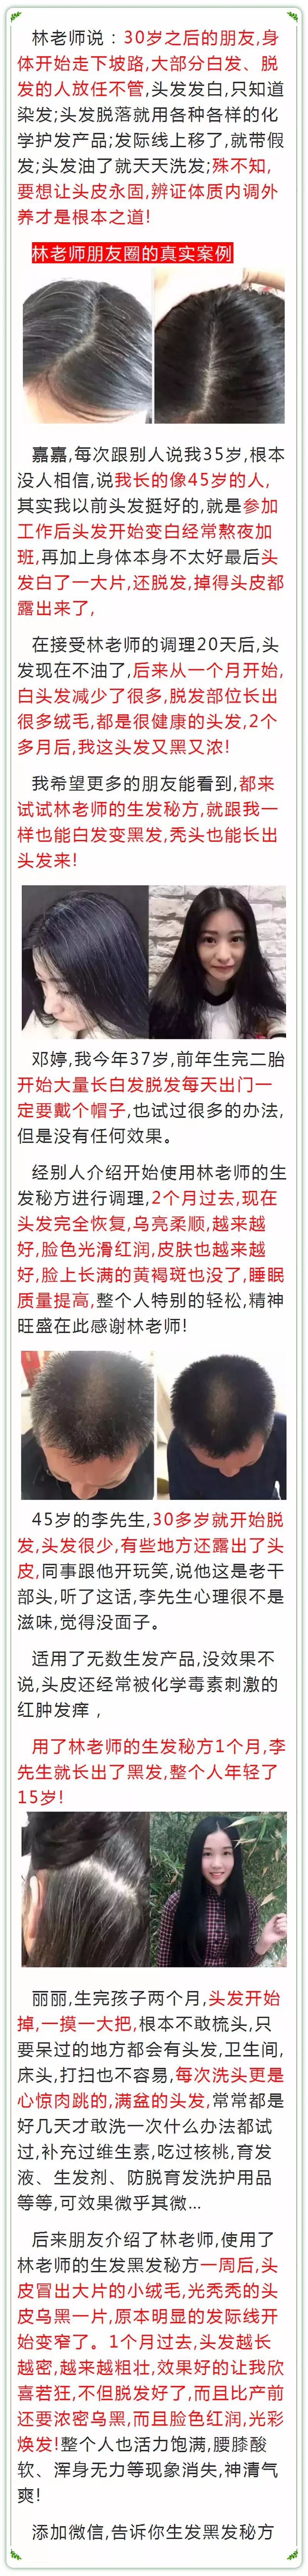 林老师说：30岁之后的朋友,身
体开始走下坡路,大部分白发、脱
发的人放任不管,头发发白,只知道
染发;头发脱落就用各种各样的化
学护发产品;发际线上移了,就带假
发;头发油了就天天洗发;殊不知,
要想让头皮永固,辨证体质内调外
养才是根本之道!
林老师朋友圈的真实案例
嘉嘉,每次跟别人说我35岁,根本
没人相信,说我长的像45岁的人,
其实我以前头发挺好的,就是参加
工作后头发开始变白经常熬夜加
班,再加上身体本身不太好最后头
发白了一大片,还脱发,掉得头皮都
露出来了,
在接受林老师的调理20天后,头
发现在不油了,后来从一个月开始,
白头发减少了很多,脱发部位长出
很多绒毛,都是很健康的头发,2个
多月后,我这头发又黑又浓!
我希望更多的朋友能看到,都来
试试林老师的生发秘方,就跟我一
样也能白发变黑发,秃头也能长出
头发来!
邓婷,我今年37岁,前年生完二胎
开始大量长白发脱发每天出门一
定要戴个帽子,也试过很多的办法,
但是没有任何效果。
经别人介绍开始使用林老师的生
发秘方进行调理,2个月过去,现在
头发完全恢复,乌亮柔顺,越来越
好,脸色光滑红润,皮肤也越来越
好,脸上长满的黄褐斑也没了,睡眠
质量提高,整个人特别的轻松,精神
旺盛在此感谢林老师!
45岁的李先生,30多岁就开始脱
发,头发很少,有些地方还露出了头
皮,同事跟他开玩笑,说他这是老干
部头,听了这话,李先生心理很不是
滋味,觉得没面子。
适用了无数生发产品,没效果不
说,头皮还经常被化学毒素刺激的
红肿发痒，
用了林老师的生发秘方1个月,李
先生就长出了黑发,整个人年轻了
15岁!
丽丽,生完孩子两个月,头发开始
掉,一摸一大把,根本不敢梳头,只
要呆过的地方都会有头发,卫生间,
床头,打扫也不容易,每次洗头更是
心惊肉跳的,满盆的头发,常常都是
好几天才敢洗一次什么办法都试
过,补充过维生素,吃过核桃,育发
液、生发剂、防脱育发洗护用品
等等,可效果微乎其微...
后来朋友介绍了林老师,使用了
林老师的生发黑发秘方一周后,头
皮冒出大片的小绒毛,光秃秃的头
皮乌黑一片,原本明显的发际线开
始变窄了。1个月过去,头发越长
越密,越来越粗壮,效果好的让我欣
喜若狂,不但脱发好了,而且比产前
还要浓密乌黑,而且脸色红润,光彩
焕发!整个人也活力饱满,腰膝酸
软、浑身无力等现象消失,神清气
爽!
添加微信,告诉你生发黑发秘方